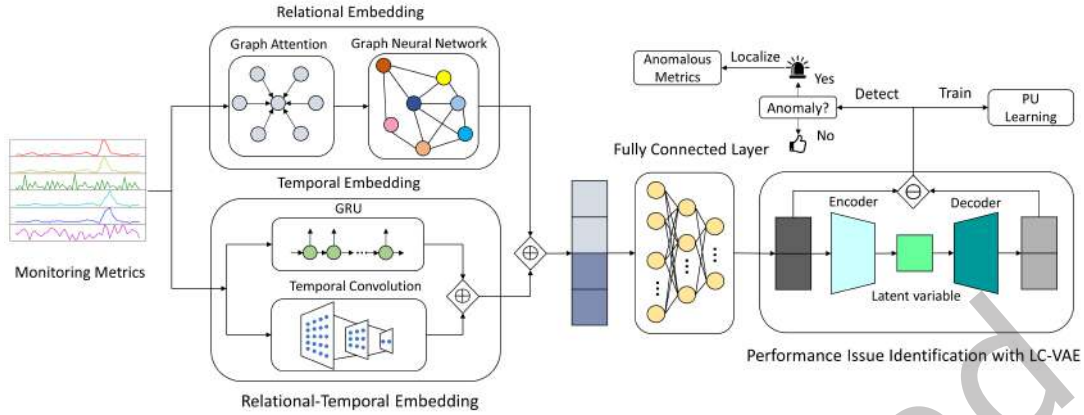 Relational Embedding
Graph Attention
Graph Neural Network
Monitoring Metrics
Temporal Embedding
GRU
Temporal Convolution
Relational-Temporal Embedding
Fully Connected Layer
Anomalous
Metrics
Localize
Yes
Anomaly?
No
Detect
Train
PU
Learning
Encoder
Decoder
Latent variable
Performance Issue Identification with LC-VAE